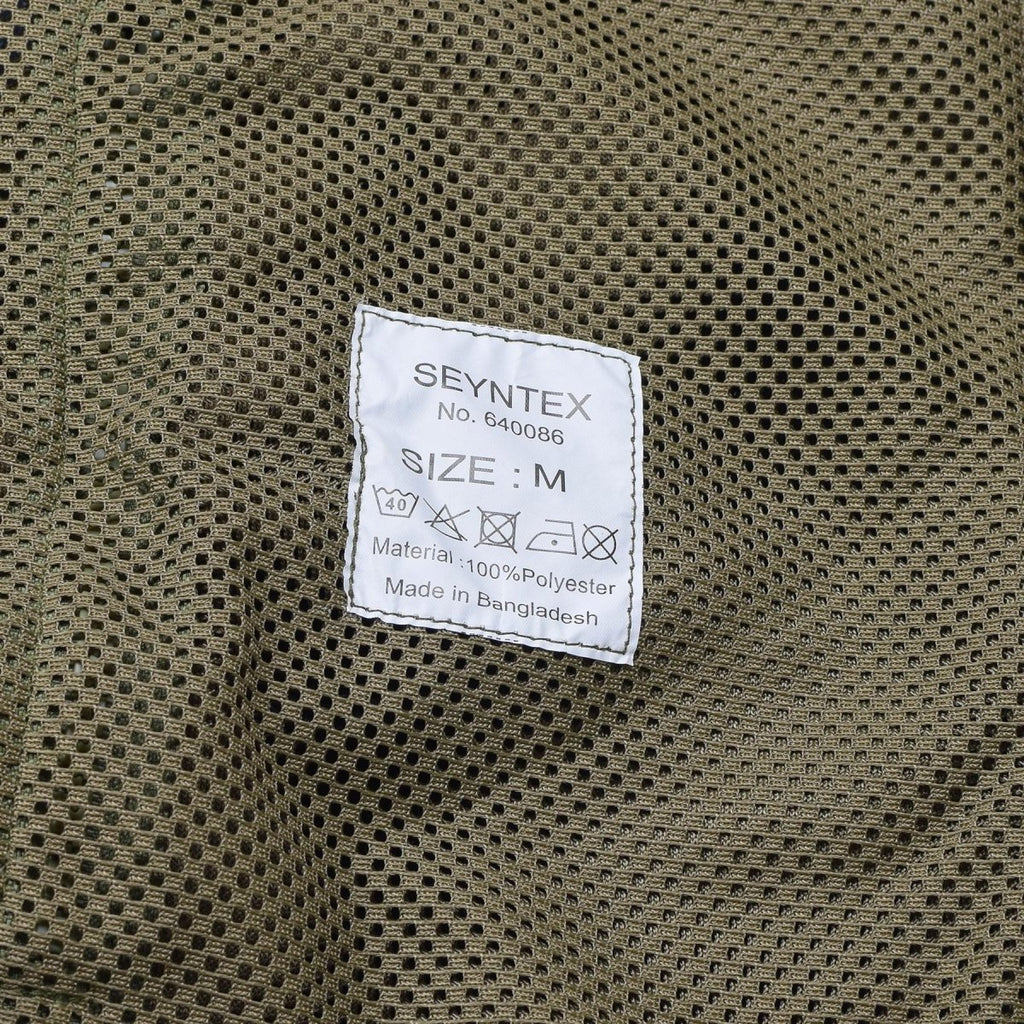 SEYNTEX
No. 640086
SIZE : M
40
Material :100%Polyester
Made in Bangladesh